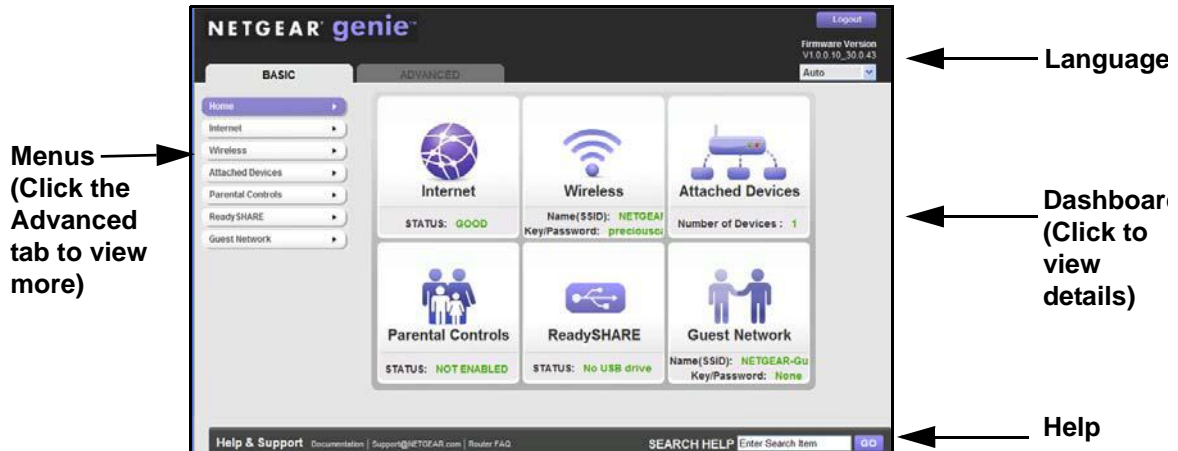 NETGEAR® genie™
Logout
Firmware Version
V1.0.0.10_30.0.43
Auto
BASIC
ADVANCED
Language
Home
Internet
Wireless
Attached Devices
Parental Controls
ReadySHARE
Guest Network
Menus
(Click the
Advanced
tab to view
more)
Internet
STATUS: GOOD
Wireless
Name(SSID): NETGEAR
Key/Password: preciousca
Attached Devices
Number of Devices : 1
Parental Controls
STATUS: NOT ENABLED
ReadySHARE
STATUS: No USB drive
Guest Network
Name(SSID): NETGEAR-Gu
Key/Password: None
Dashboard
(Click to
view
details)
Help & Support Documentation | Support@NETGEAR.com | Router FAQ
SEARCH HELP Enter Search Item GO
Help